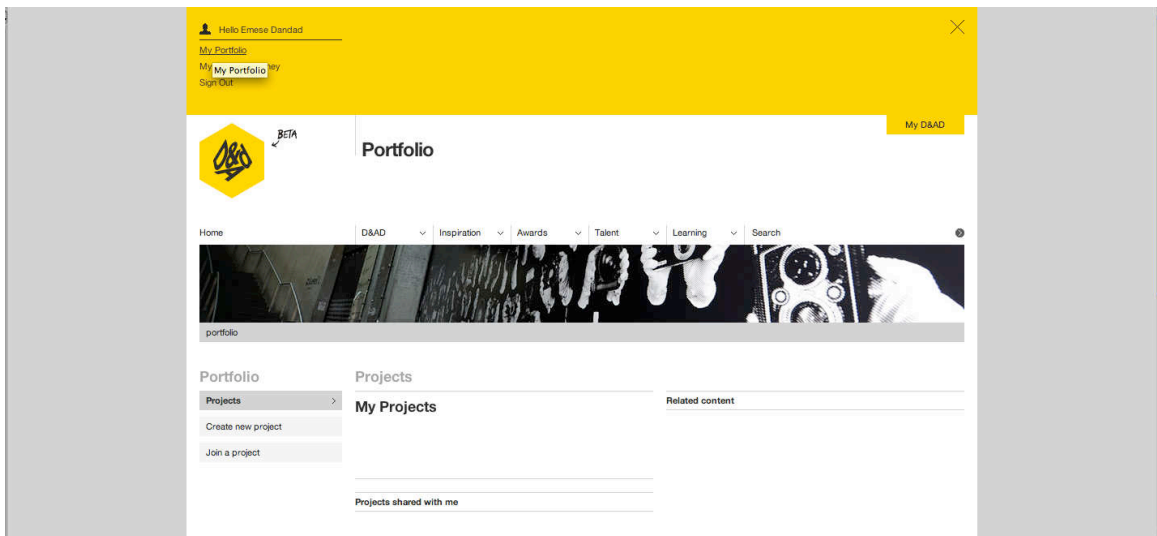 Hello Emese Dandad
My Portfolio
My
ney
My Portfolio
Sign Out
My D&AD
D&AD
BETA
Portfolio
Home
D&AD
Inspiration
Awards
Talent
Learning
Search
portfolio
Portfolio
Projects
Create new project
Join a project
Projects
My Projects
Projects shared with me
Related content